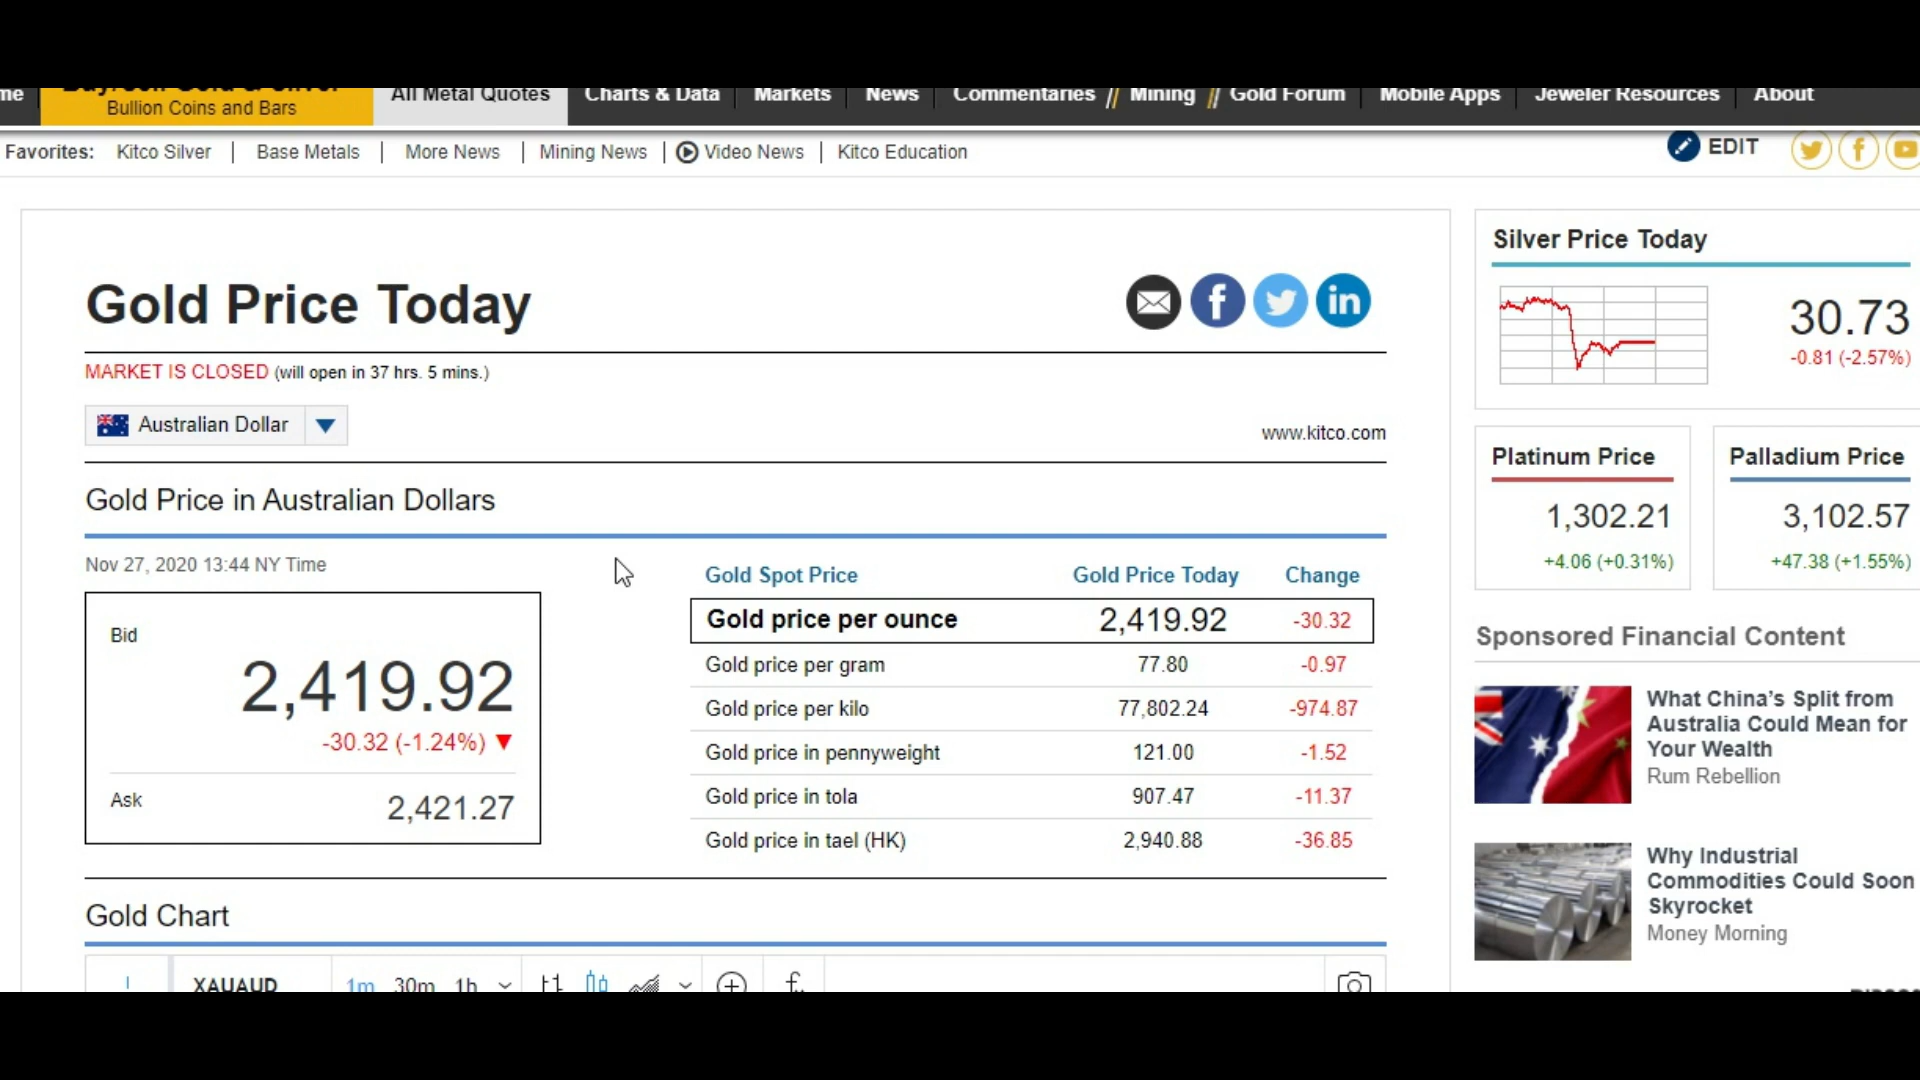 Bullion Coins and Bars
All Metal Quotes
Charts & Data
Markets
News
Commentaries // Mining // Gold Forum
Mobile Apps
Jeweler Resources
About
Favorites: Kitco Silver | Base Metals | More News | Mining News | Video News | Kitco Education
EDIT
Gold Price Today
MARKET IS CLOSED (will open in 37 hrs. 5 mins.)
Australian Dollar
www.kitco.com
Gold Price in Australian Dollars
Nov 27, 2020 13:44 NY Time
Bid
2,419.92
-30.32 (-1.24%)
Ask
2,421.27
Gold Spot Price Gold Price Today Change
Gold price per ounce 2,419.92 -30.32
Gold price per gram 77.80 -0.97
Gold price per kilo 77,802.24 -974.87
Gold price in pennyweight 121.00 -1.52
Gold price in tola 907.47 -11.37
Gold price in tael (HK) 2,940.88 -36.85
Gold Chart
XAUAUD 1m 30m 1h
Silver Price Today
30.73
-0.81 (-2.57%)
Platinum Price
1,302.21
+4.06 (+0.31%)
Palladium Price
3,102.57
+47.38 (+1.55%)
Sponsored Financial Content
What China's Split from
Australia Could Mean for
Your Wealth
Rum Rebellion
Why Industrial
Commodities Could Soon
Skyrocket
Money Morning